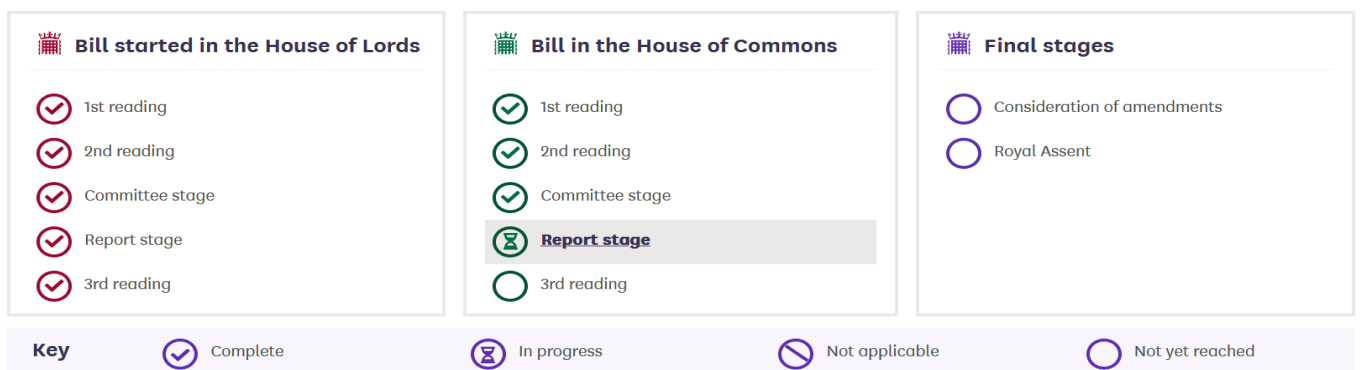 Bill started in the House of Lords
1st reading
2nd reading
Committee stage
Report stage
3rd reading
Bill in the House of Commons
1st reading
2nd reading
Committee stage
Report stage
3rd reading
Final stages
Consideration of amendments
Royal Assent
Key Complete In progress Not applicable Not yet reached